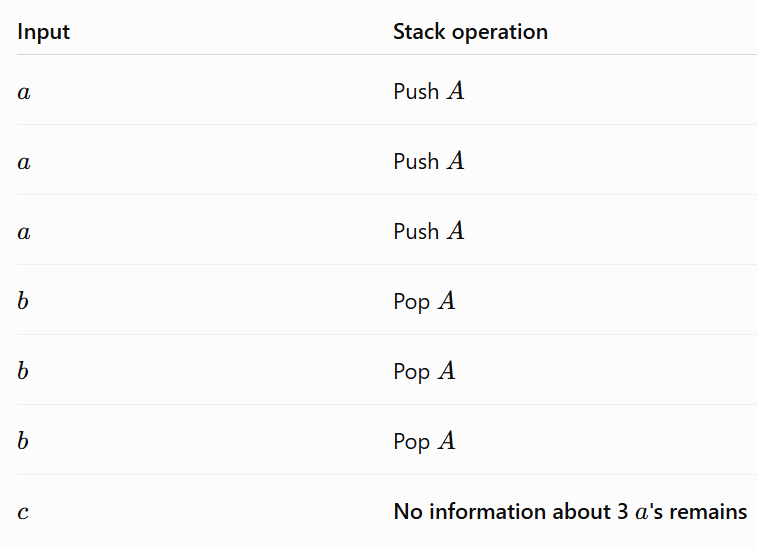 Input Stack operation
a Push A
a Push A
a Push A
b Pop A
b Pop A
b Pop A
c No information about 3 a's remains